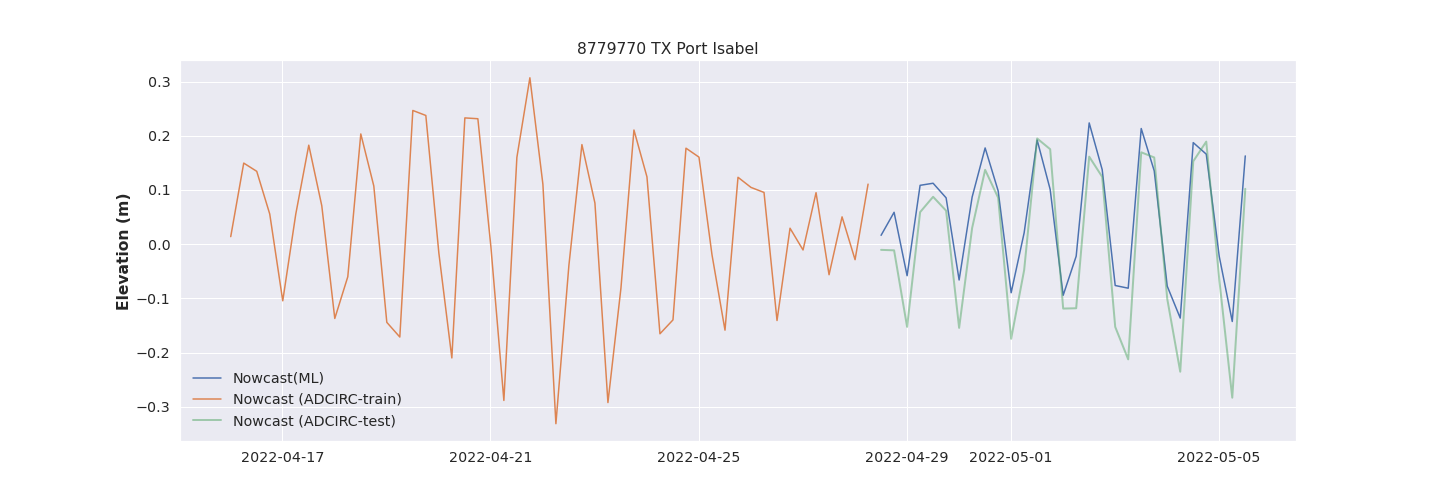 8779770 TX Port Isabel
Elevation (m)
0.3
0.2
0.1
0.0
−0.1
−0.2
−0.3
Nowcast(ML)
Nowcast (ADCIRC-train)
Nowcast (ADCIRC-test)
2022-04-17 2022-04-21 2022-04-25 2022-04-29 2022-05-01 2022-05-05